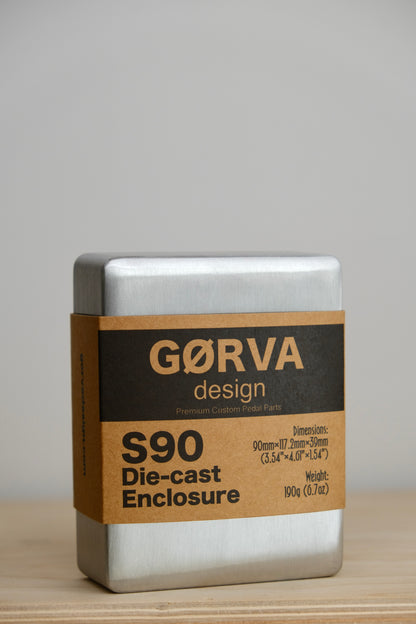 GØRVA
design
Premium Custom Pedal Parts
S90
Die-cast
Enclosure
Dimensions:
90mm×117.2mm×39mm
(3.54"×4.61"×1.54")
Weight:
190g (6.7oz)